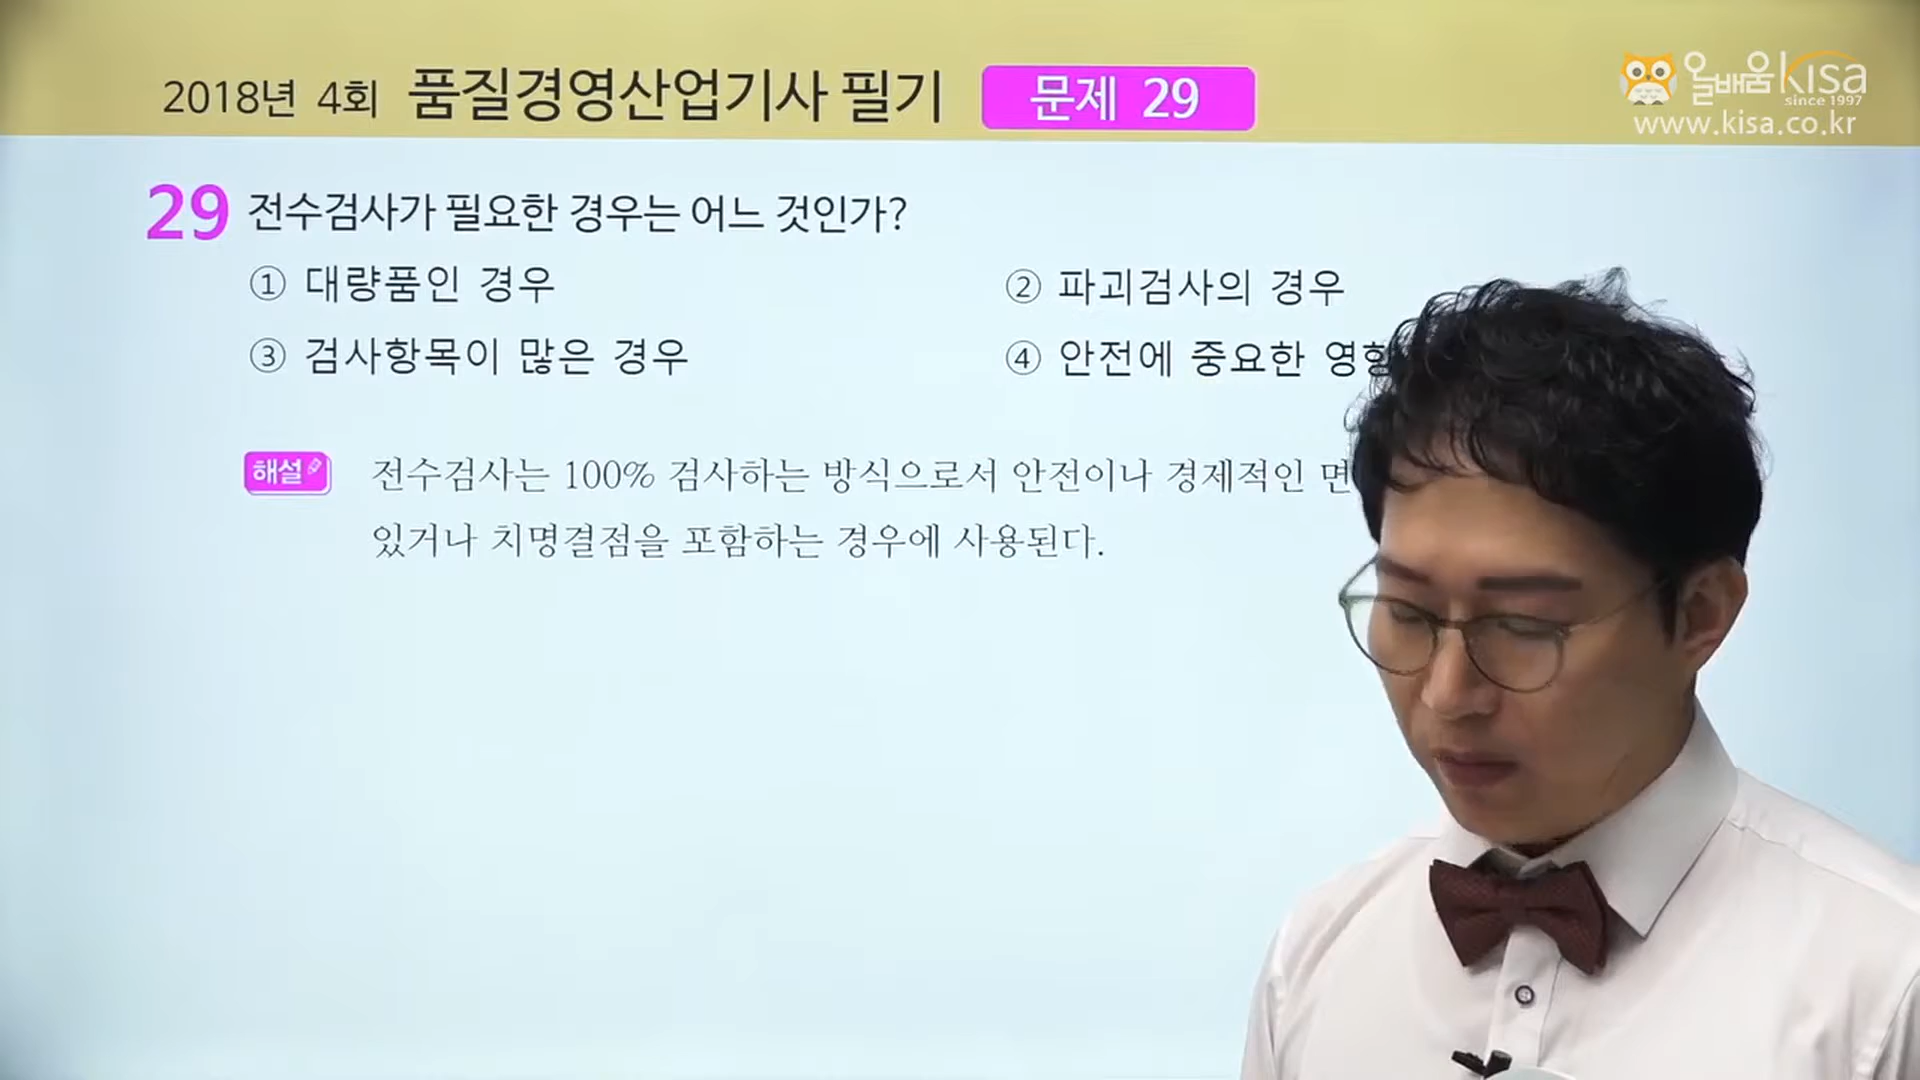 2018년 4회 품질경영산업기사 필기 문제 29
올배움 kisa
since 1997
www.kisa.co.kr
29 전수검사가 필요한 경우는 어느 것인가?
① 대량품인 경우 ② 파괴검사의 경우
③ 검사항목이 많은 경우 ④ 안전에 중요한
해설 전수검사는 100% 검사하는 방식으로서 안전이나 경제적인 면
있거나 치명결점을 포함하는 경우에 사용된다.